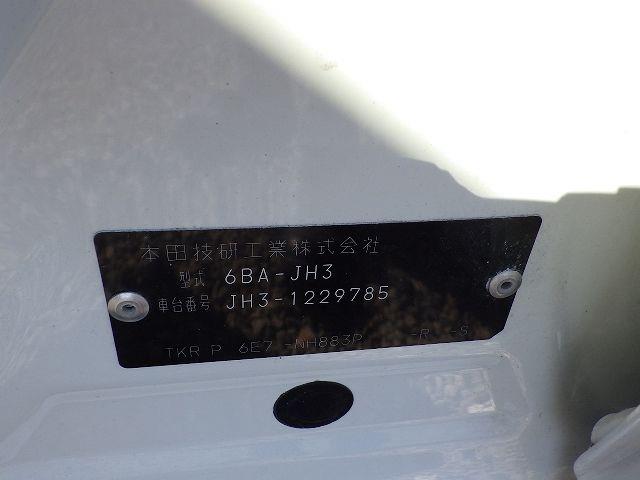 本田技研工業株式会社
型式 6BA-JH3
車台番号 JH3-1229785
TKR P 6E7 -NH883P -R -S